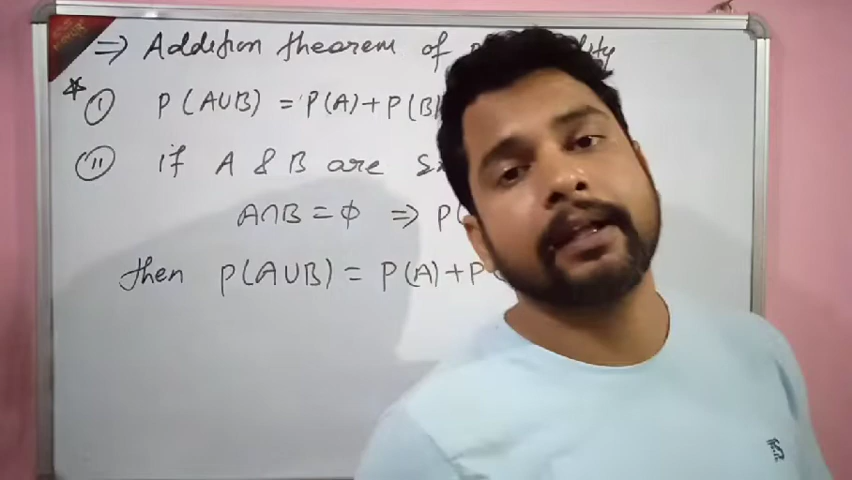 ⇒ Addition theorem of
* (i) P(A∪B) = P(A)+P(B)
(ii) if A & B are
A∩B = φ ⇒ P(
then P(A∪B) = P(A)+P